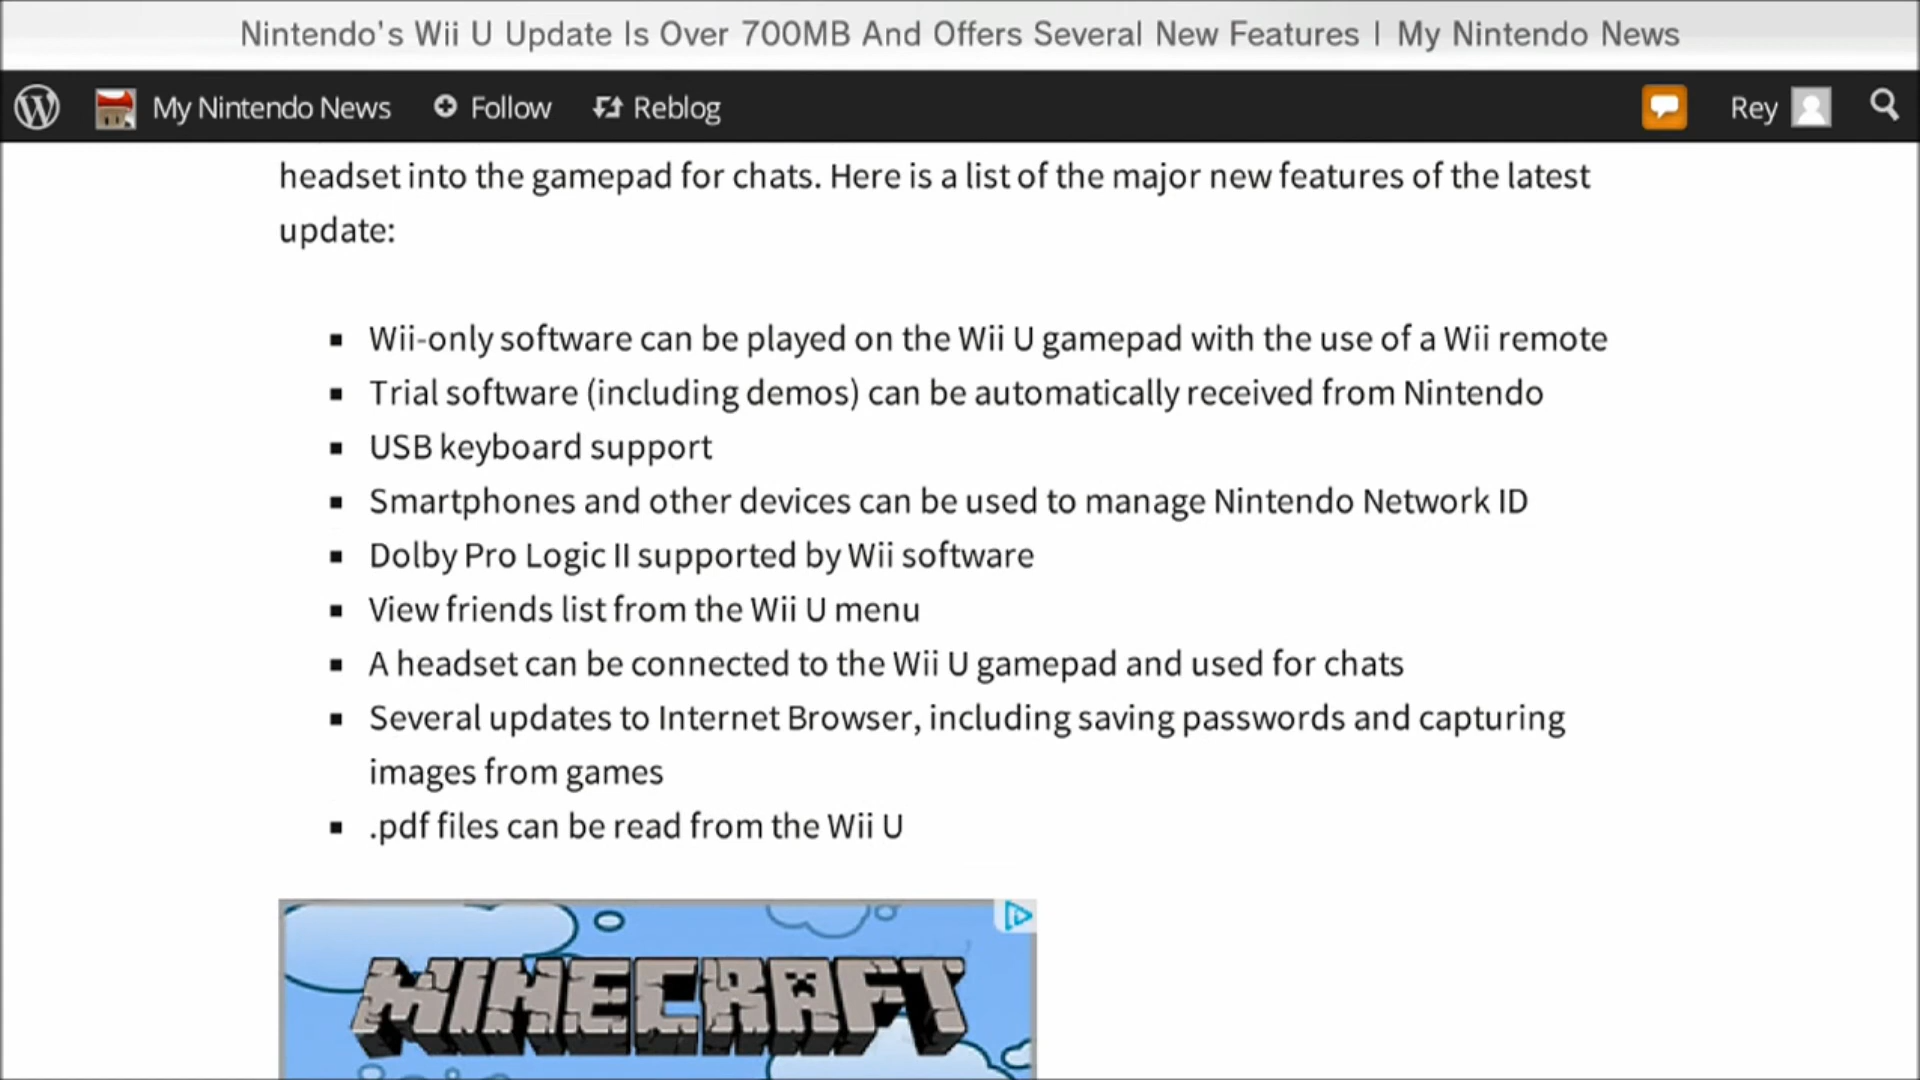 Nintendo's Wii U Update Is Over 700MB And Offers Several New Features | My Nintendo News
My Nintendo News Follow Reblog Rey
headset into the gamepad for chats. Here is a list of the major new features of the latest
update:
Wii-only software can be played on the Wii U gamepad with the use of a Wii remote
Trial software (including demos) can be automatically received from Nintendo
USB keyboard support
Smartphones and other devices can be used to manage Nintendo Network ID
Dolby Pro Logic II supported by Wii software
View friends list from the Wii U menu
A headset can be connected to the Wii U gamepad and used for chats
Several updates to Internet Browser, including saving passwords and capturing
images from games
.pdf files can be read from the Wii U
MINECRAFT